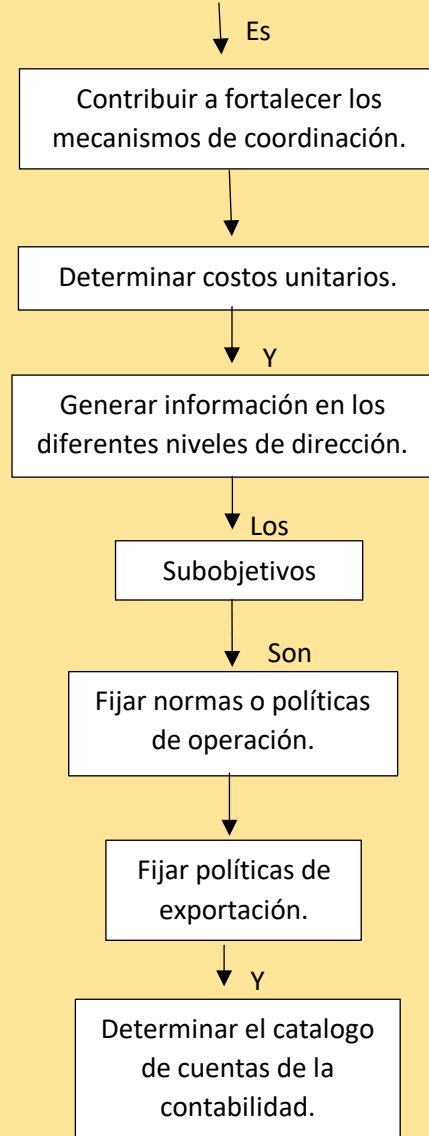 Es
Contribuir a fortalecer los
mecanismos de coordinación.
Determinar costos unitarios.
Y
Generar información en los
diferentes niveles de dirección.
Los
Subobjetivos
Son
Fijar normas o políticas
de operación.
Fijar políticas de
exportación.
Y
Determinar el catalogo
de cuentas de la
contabilidad.